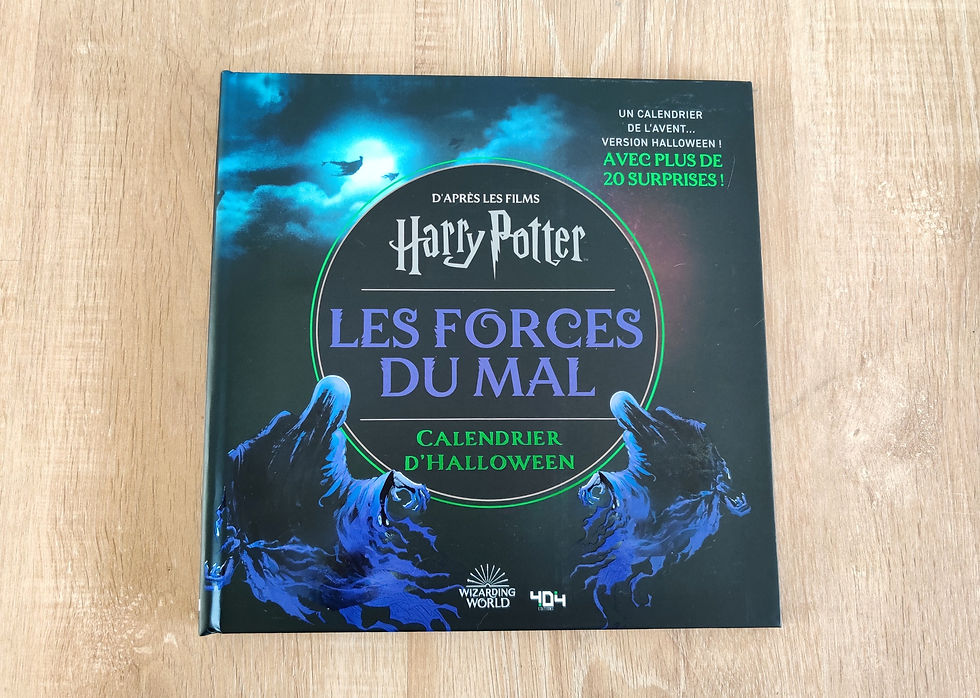 UN CALENDRIER
DE L'AVENT...
VERSION HALLOWEEN !
AVEC PLUS DE
20 SURPRISES !
D'APRÈS LES FILMS
Harry Potter
LES FORCES
DU MAL
CALENDRIER
D'HALLOWEEN
WIZARDING
WORLD
404
EDITIONS